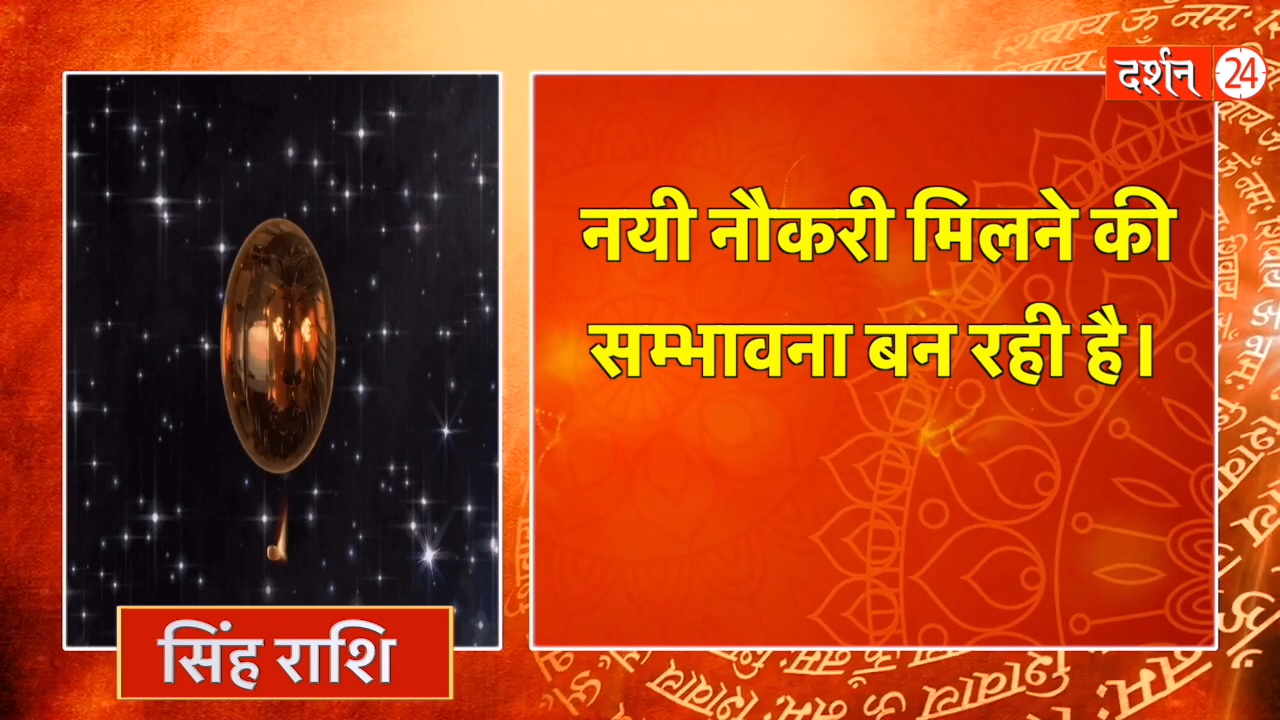 दर्शन 24
नयी नौकरी मिलने की
सम्भावना बन रही है।
सिंह राशि